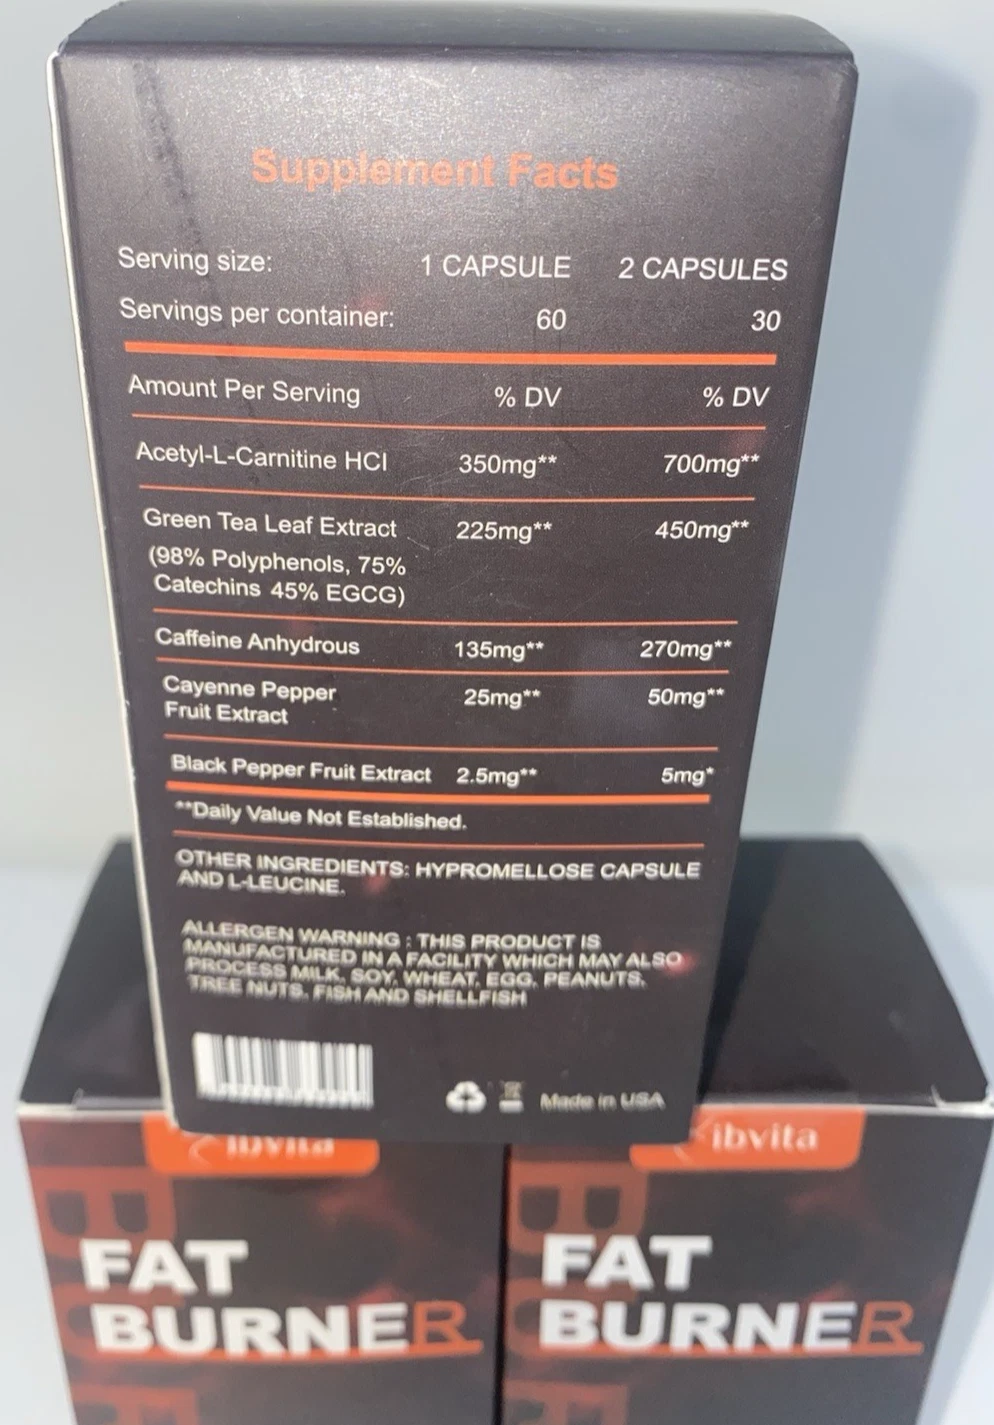 Supplement Facts
Serving size: 1 CAPSULE 2 CAPSULES
Servings per container: 60 30
Amount Per Serving % DV % DV
Acetyl-L-Carnitine HCl 350mg** 700mg**
Green Tea Leaf Extract 225mg** 450mg**
(98% Polyphenols, 75%
Catechins 45% EGCG)
Caffeine Anhydrous 135mg** 270mg**
Cayenne Pepper 25mg** 50mg**
Fruit Extract
Black Pepper Fruit Extract 2.5mg** 5mg*
**Daily Value Not Established.
OTHER INGREDIENTS: HYPROMELLOSE CAPSULE
AND L-LEUCINE.
ALLERGEN WARNING : THIS PRODUCT IS
MANUFACTURED IN A FACILITY WHICH MAY ALSO
PROCESS MILK, SOY, WHEAT, EGG, PEANUTS,
TREE NUTS, FISH AND SHELLFISH
Made in USA
ibvita ibvita
FAT FAT
BURNER BURNER